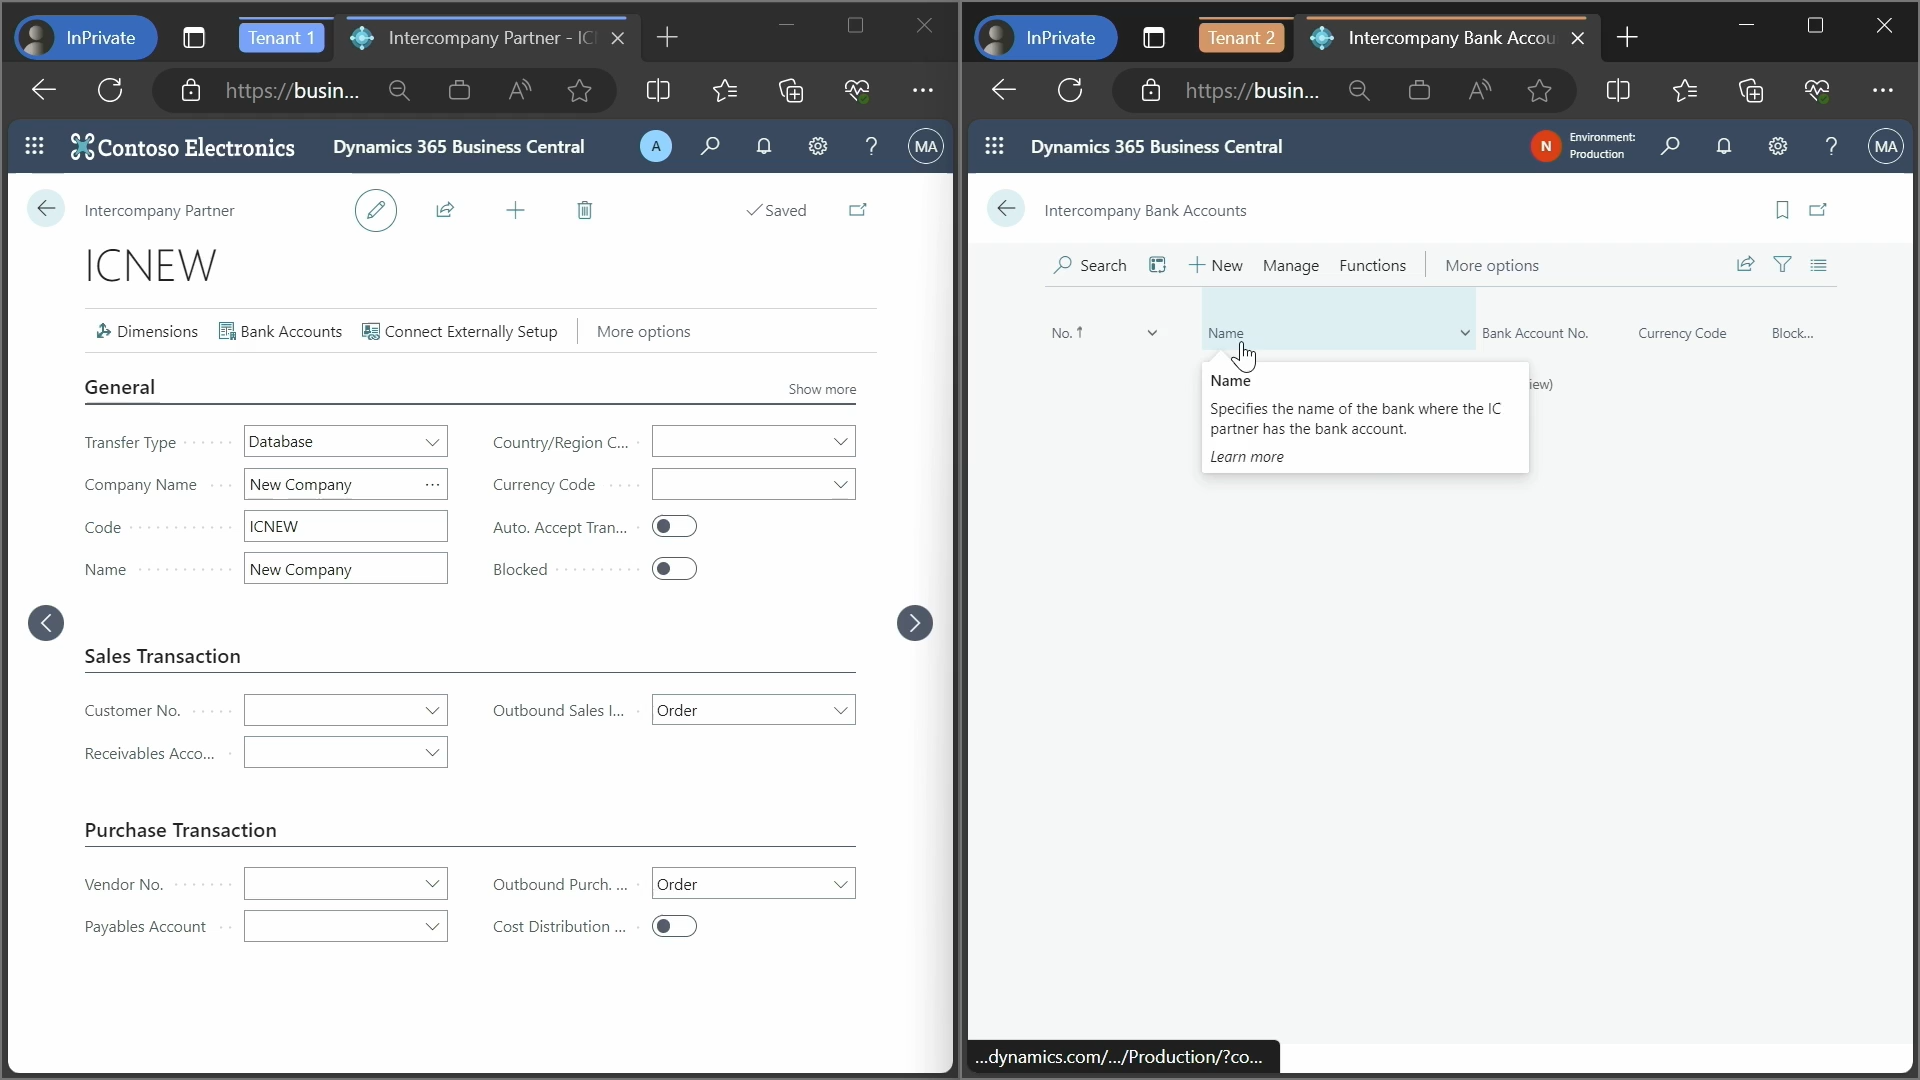 InPrivate
Tenant 1
Intercompany Partner - IC
https://busin...
Contoso Electronics
Dynamics 365 Business Central
A
MA
Intercompany Partner
Saved
ICNEW
Dimensions
Bank Accounts
Connect Externally Setup
More options
General
Show more
Transfer Type
Database
Country/Region C...
Company Name
New Company
Currency Code
Code
ICNEW
Auto. Accept Tran...
Name
New Company
Blocked
Sales Transaction
Customer No.
Outbound Sales I...
Order
Receivables Acco...
Purchase Transaction
Vendor No.
Outbound Purch. ...
Order
Payables Account
Cost Distribution ...
InPrivate
Tenant 2
Intercompany Bank Accou
https://busin...
Dynamics 365 Business Central
N
Environment:
Production
MA
Intercompany Bank Accounts
Search
New
Manage
Functions
More options
No. ↑
Name
Bank Account No.
Currency Code
Block...
iew)
Name
Specifies the name of the bank where the IC
partner has the bank account.
Learn more
...dynamics.com/.../Production/?co...